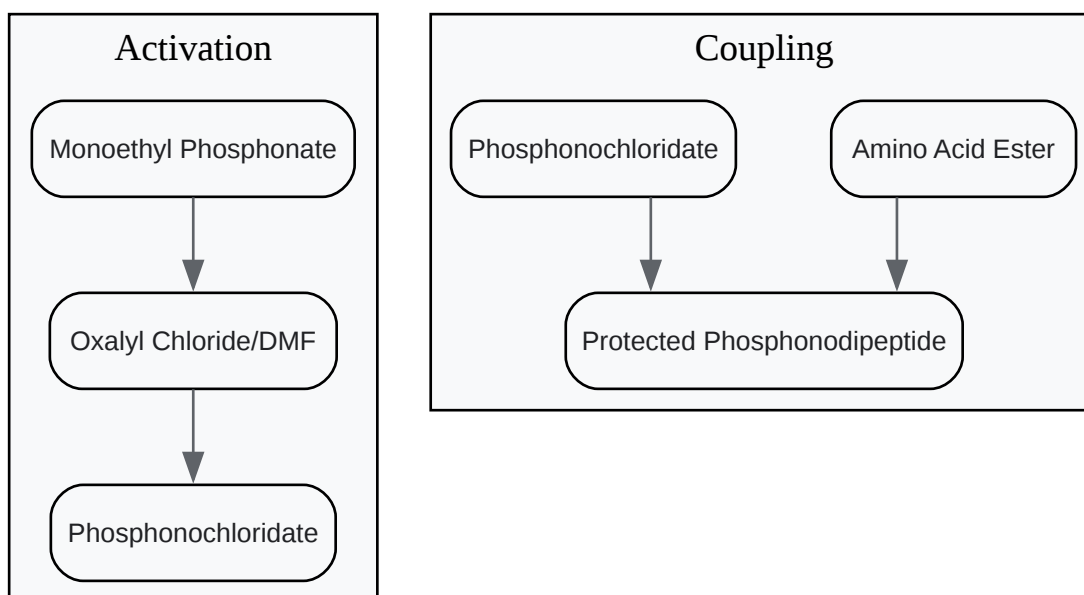 Activation
Monoethyl Phosphonate
Oxalyl Chloride/DMF
Phosphonochloridate
Coupling
Phosphonochloridate
Amino Acid Ester
Protected Phosphonodipeptide